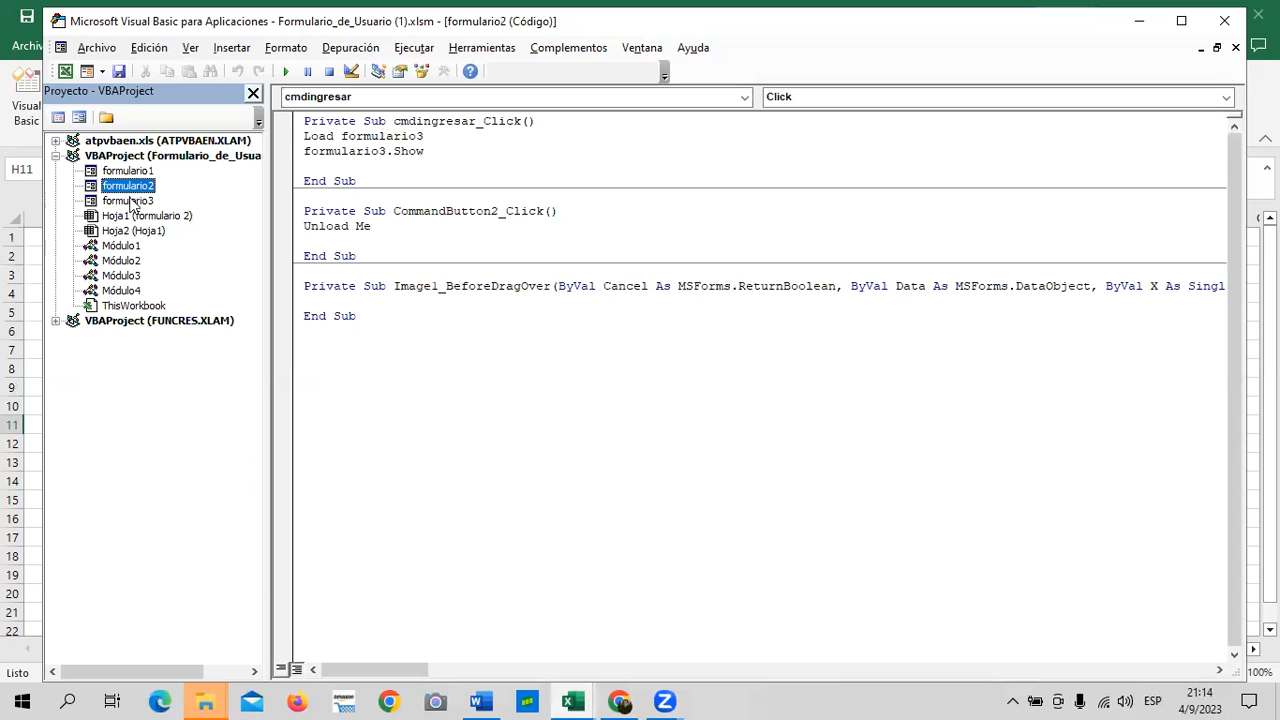 Microsoft Visual Basic para Aplicaciones - Formulario_de_Usuario (1).xlsm - [formulario2 (Código)]
Archiv
Archivo Edición Ver Insertar Formato Depuración Ejecutar Herramientas Complementos Ventana Ayuda
Visual
Basic
Proyecto - VBAProject
cmdingresar
Click
H11
atpvbaen.xls (ATPVBAEN.XLAM)
VBAProject (Formulario_de_Usua
formulario1
formulario2
formulario3
Hoja1 (formulario 2)
Hoja2 (Hoja1)
Módulo1
Módulo2
Módulo3
Módulo4
ThisWorkbook
VBAProject (FUNCRES.XLAM)
Private Sub cmdingresar_Click()
Load formulario3
formulario3.Show
End Sub
Private Sub CommandButton2_Click()
Unload Me
End Sub
Private Sub Image1_BeforeDragOver(ByVal Cancel As MSForms.ReturnBoolean, ByVal Data As MSForms.DataObject, ByVal X As Singl
End Sub
1
2
3
4
5
6
7
8
9
10
11
12
13
14
15
16
17
18
19
20
21
22
Listo
100%
ESP
21:14
4/9/2023